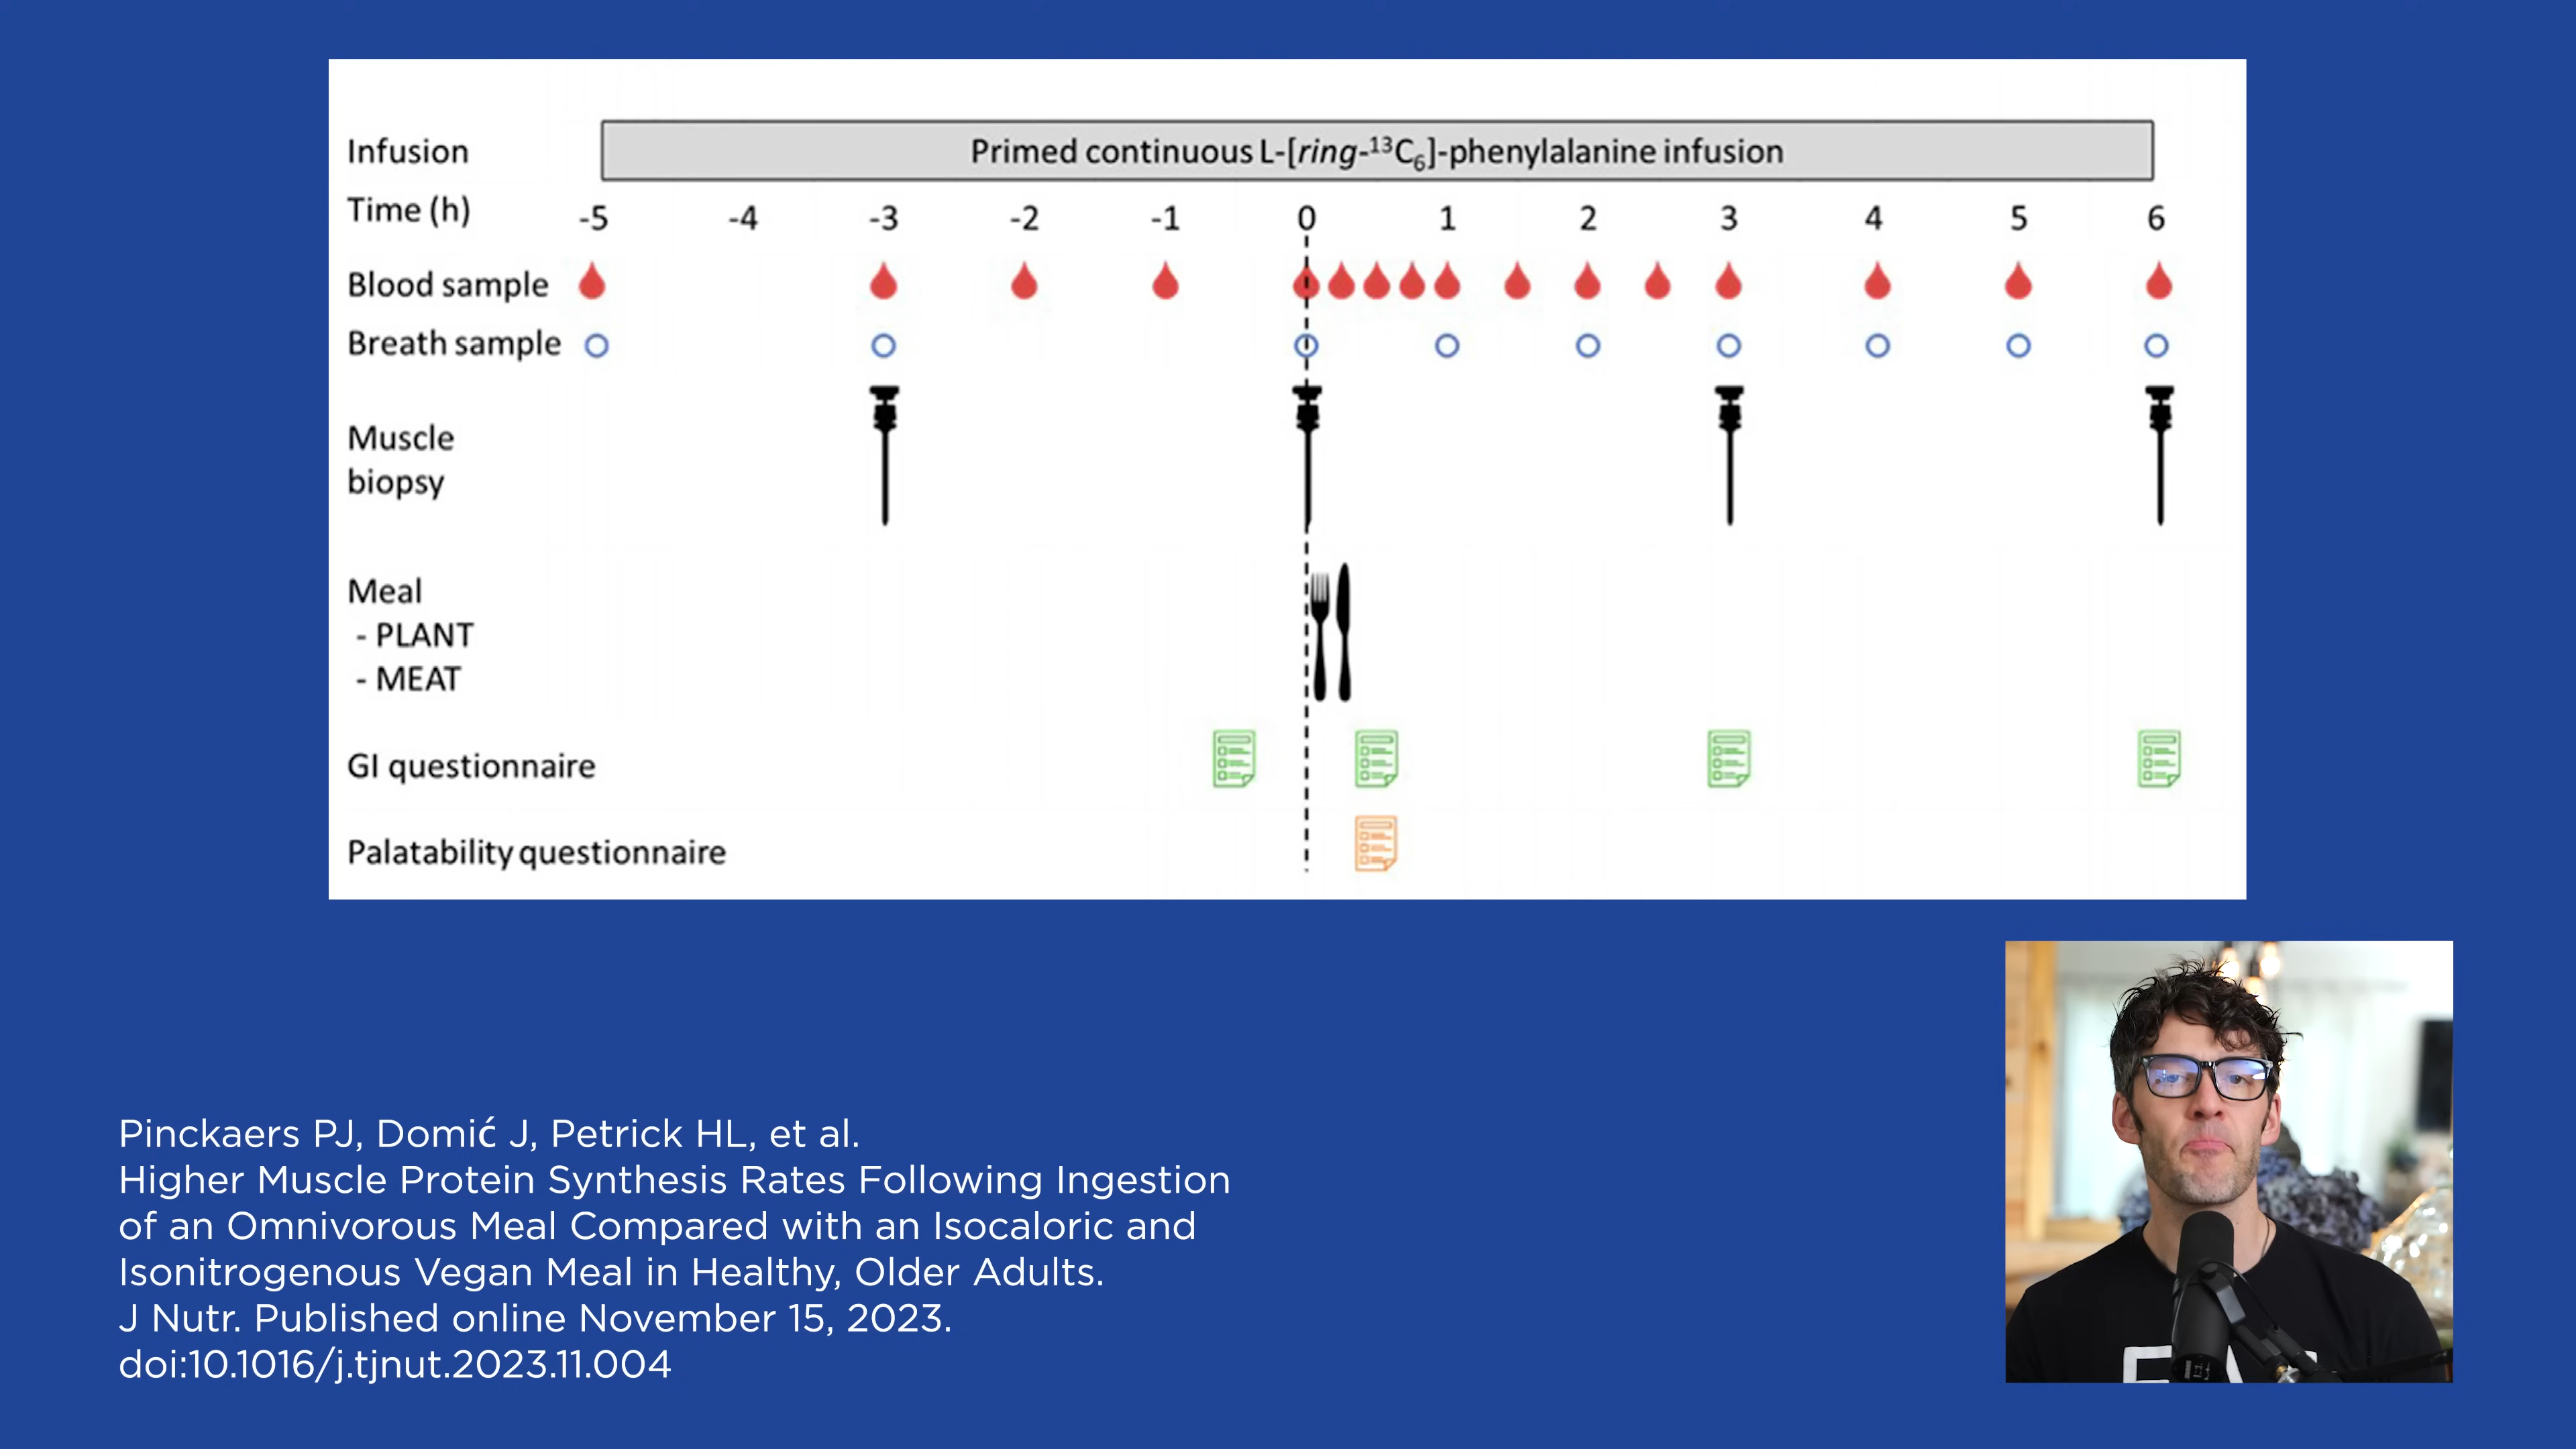 Infusion
Primed continuous L-[ring-¹³C₆]-phenylalanine infusion
Time (h) -5 -4 -3 -2 -1 0 1 2 3 4 5 6
Blood sample
Breath sample
Muscle
biopsy
Meal
- PLANT
- MEAT
GI questionnaire
Palatability questionnaire
Pinckaers PJ, Domić J, Petrick HL, et al.
Higher Muscle Protein Synthesis Rates Following Ingestion
of an Omnivorous Meal Compared with an Isocaloric and
Isonitrogenous Vegan Meal in Healthy, Older Adults.
J Nutr. Published online November 15, 2023.
doi:10.1016/j.tjnut.2023.11.004